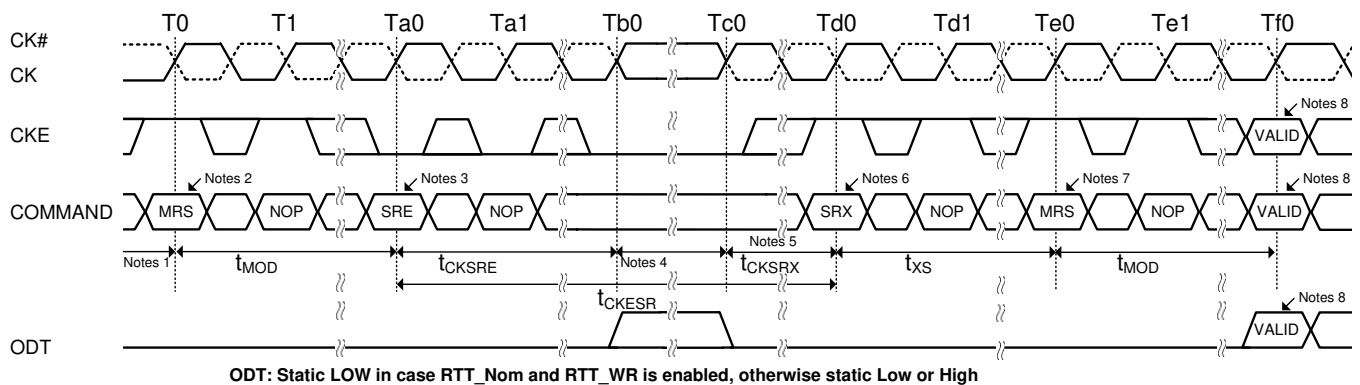 T0 T1 Ta0 Ta1 Tb0 Tc0 Td0 Td1 Te0 Te1 Tf0
CK#
CK
Notes 8
CKE VALID
Notes 2 Notes 3 Notes 6 Notes 7 Notes 8
COMMAND MRS NOP SRE NOP SRX NOP MRS NOP VALID
Notes 1 tMOD tCKSRE Notes 4 Notes 5 tCKSRX tXS tMOD
tCKESR
Notes 8
VALID
ODT
ODT: Static LOW in case RTT_Nom and RTT_WR is enabled, otherwise static Low or High